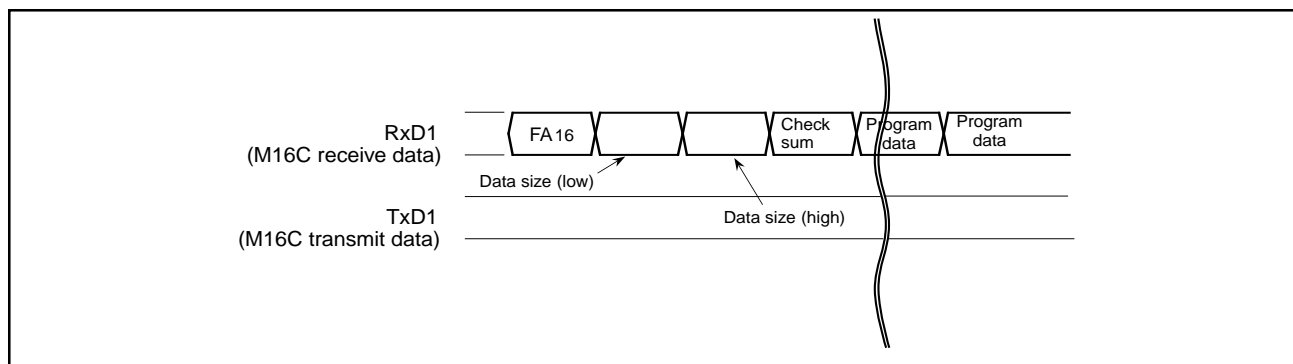 RxD1
(M16C receive data)
FA16
Check
sum
Program
data
Program
data
Data size (low)
Data size (high)
TxD1
(M16C transmit data)